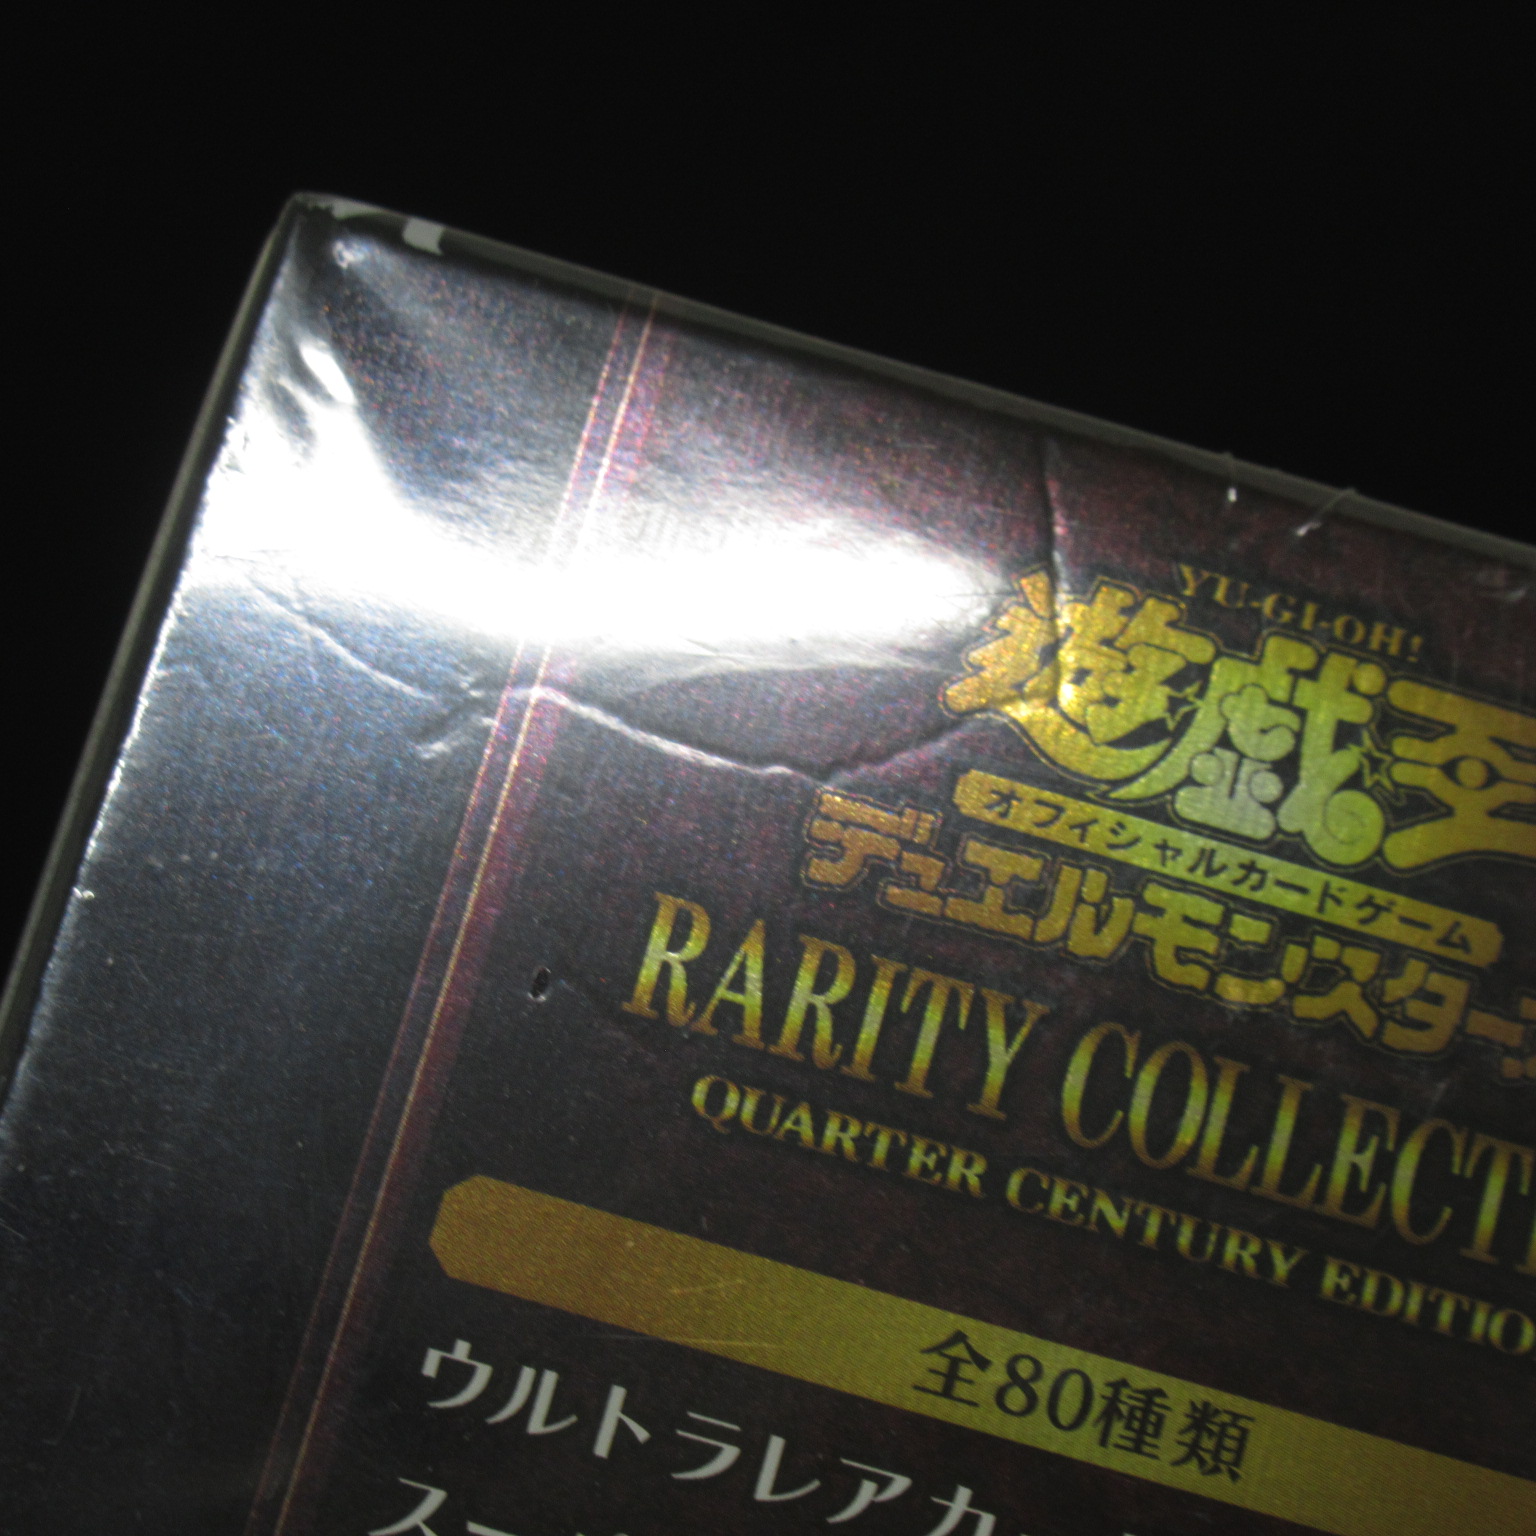 YU-GI-OH!
遊戯王
オフィシャルカードゲーム
デュエルモンスター
RARITY COLLECT
QUARTER CENTURY EDITIO
全80種類
ウルトラレアカ
スー